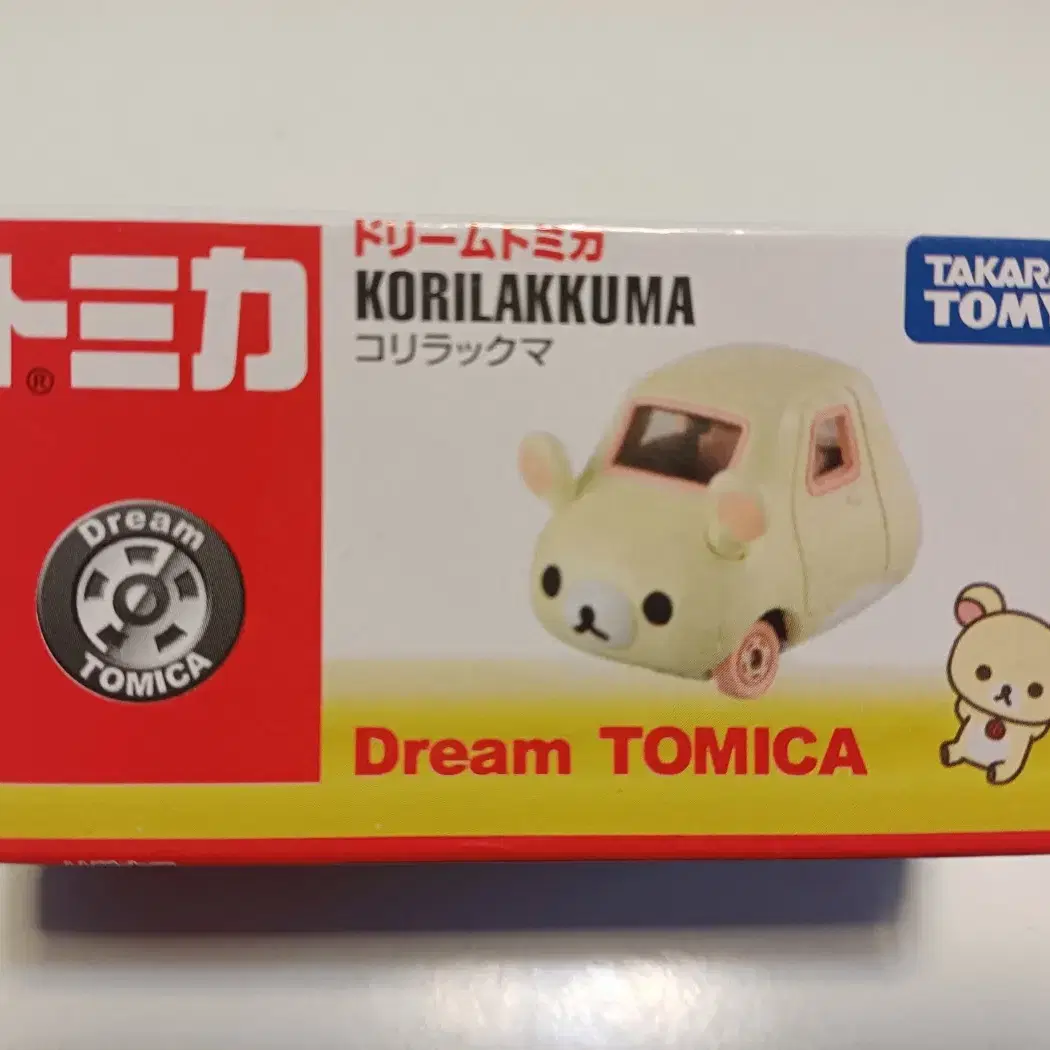 トミカ
®
ドリームトミカ
KORILAKKUMA
コリラックマ
TAKARA
TOMY
Dream
TOMICA
Dream TOMICA